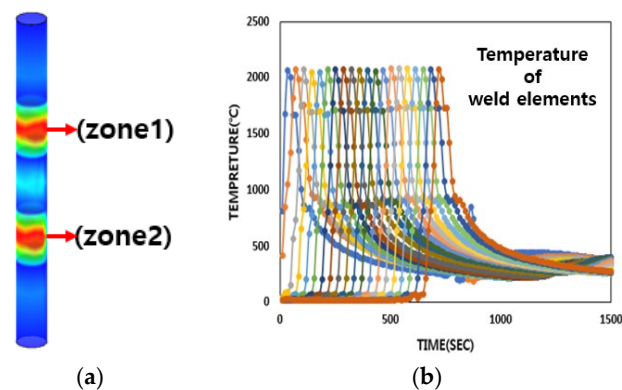 (a)
(zone1)
(zone2)
(b)
Temperature
of
weld elements
TEMPRETURE(°C)
2500
2000
1500
1000
500
0
0
500
1000
1500
TIME(SEC)
(a)
(b)